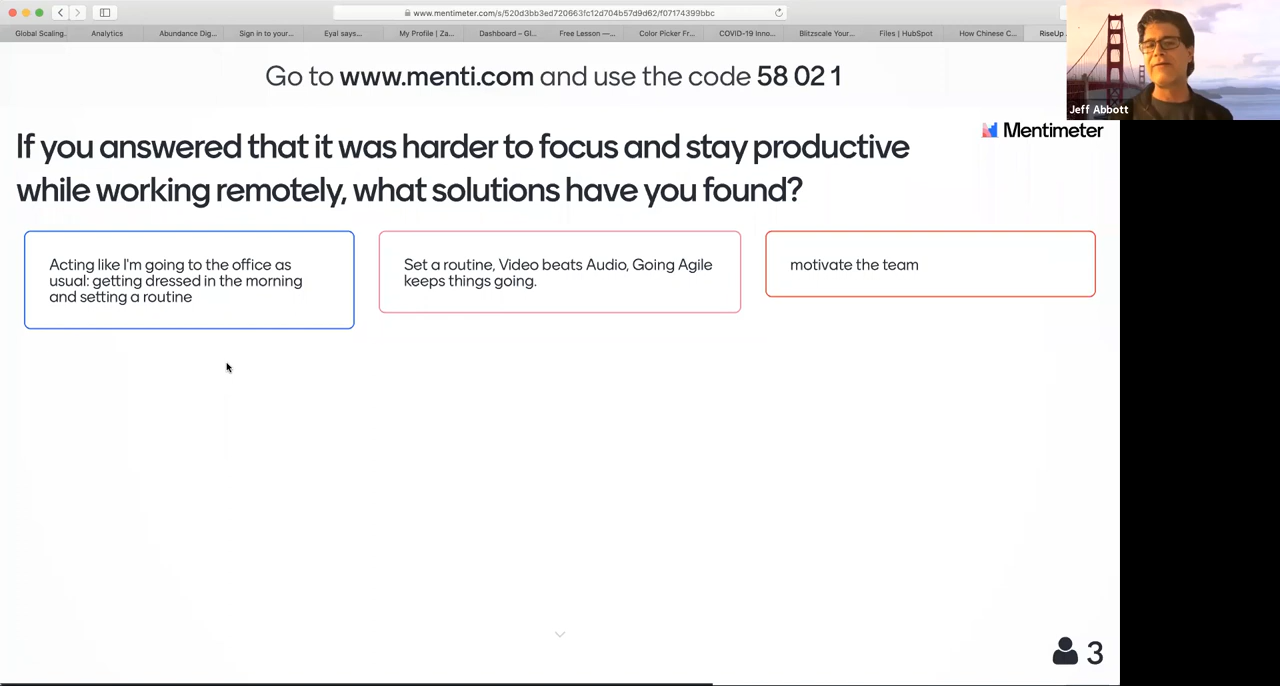 www.mentimeter.com/s/520d3bb3ed720663fc12d704b57d9d62/f07174399bbc
Global Scaling..
Analytics
Abundance Dig...
Sign in to your...
Eyal says...
My Profile | Za...
Dashboard – Gl...
Free Lesson —...
Color Picker Fr...
COVID-19 Inno...
Blitzscale Your...
Files | HubSpot
How Chinese C...
RiseUp
Jeff Abbott
Go to www.menti.com and use the code 58 02 1
Mentimeter
If you answered that it was harder to focus and stay productive
while working remotely, what solutions have you found?
Acting like I'm going to the office as
usual: getting dressed in the morning
and setting a routine
Set a routine, Video beats Audio, Going Agile
keeps things going.
motivate the team
3